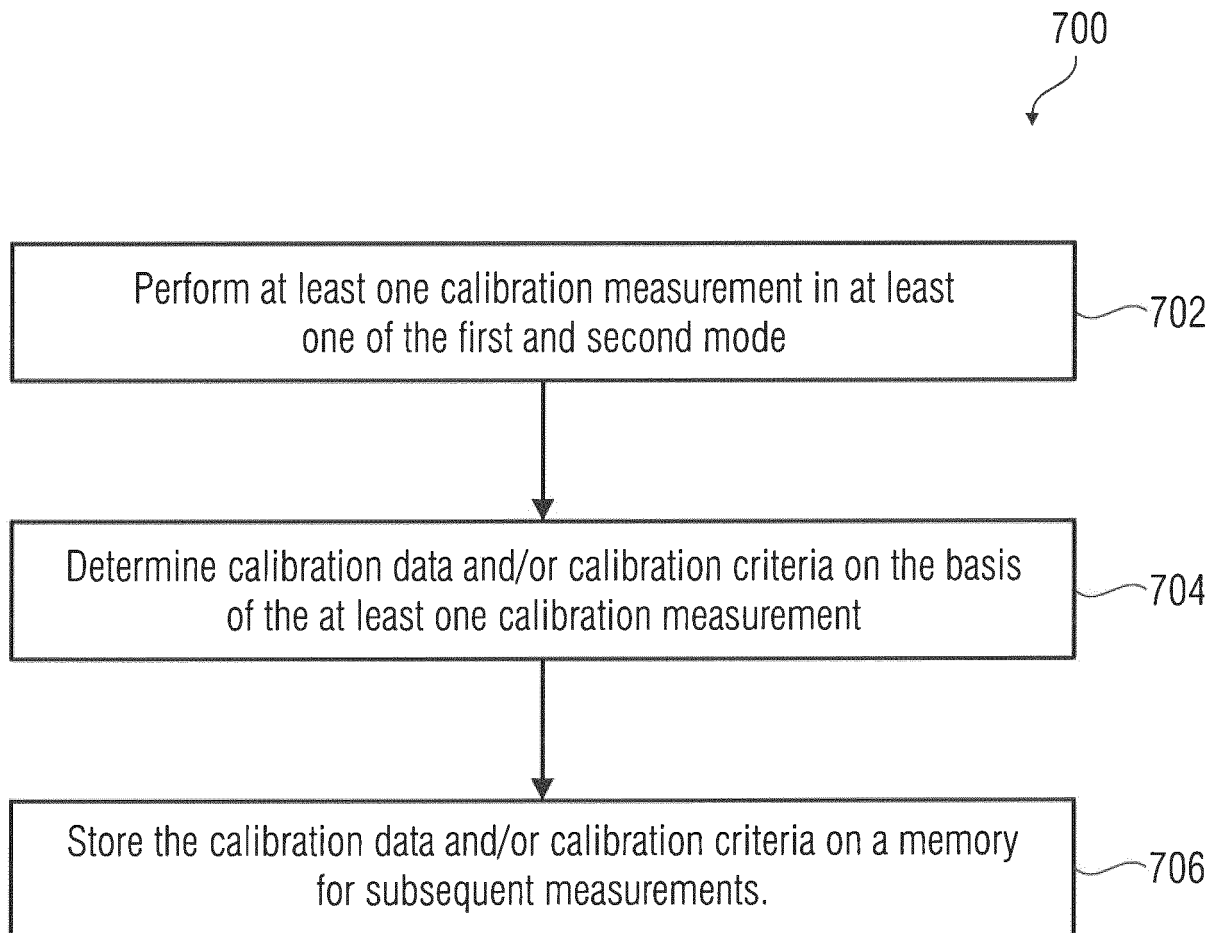 700
Perform at least one calibration measurement in at least
one of the first and second mode
702
Determine calibration data and/or calibration criteria on the basis
of the at least one calibration measurement
704
Store the calibration data and/or calibration criteria on a memory
for subsequent measurements.
706